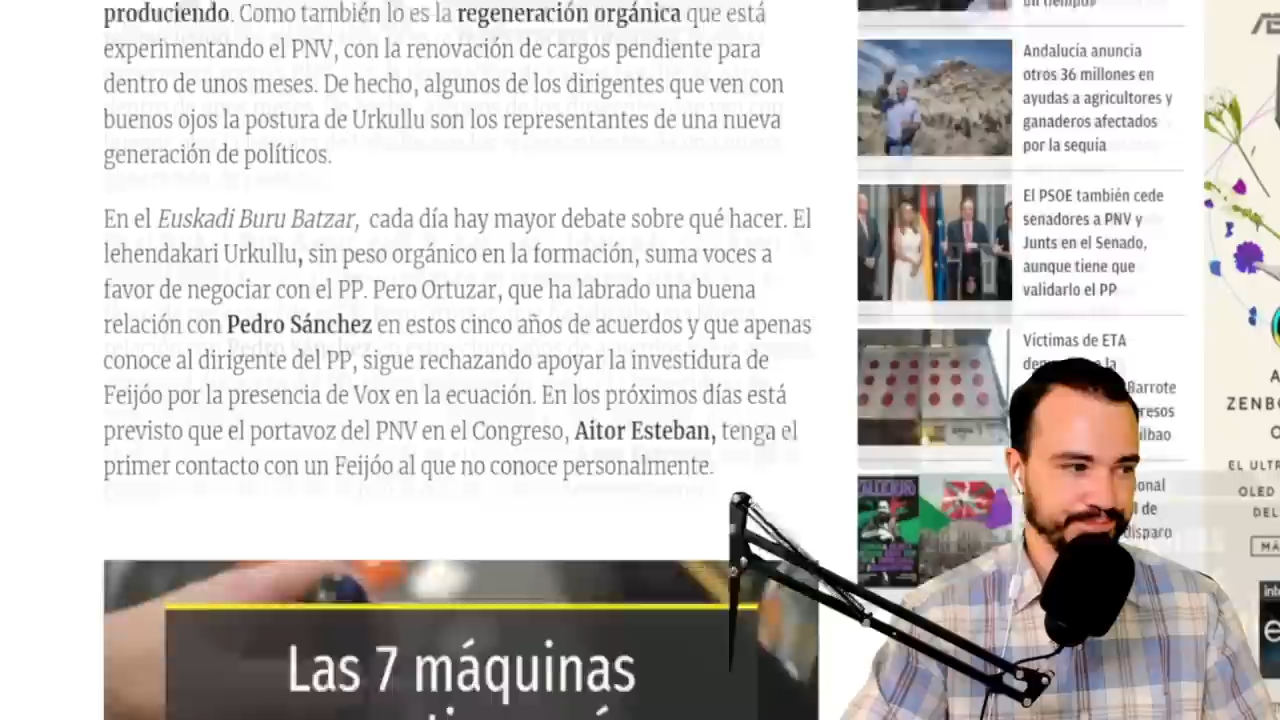 produciendo. Como también lo es la regeneración orgánica que está
experimentando el PNV, con la renovación de cargos pendiente para
dentro de unos meses. De hecho, algunos de los dirigentes que ven con
buenos ojos la postura de Urkullu son los representantes de una nueva
generación de políticos.
En el Euskadi Buru Batzar, cada día hay mayor debate sobre qué hacer. El
lehendakari Urkullu, sin peso orgánico en la formación, suma voces a
favor de negociar con el PP. Pero Ortuzar, que ha labrado una buena
relación con Pedro Sánchez en estos cinco años de acuerdos y que apenas
conoce al dirigente del PP, sigue rechazando apoyar la investidura de
Feijóo por la presencia de Vox en la ecuación. En los próximos días está
previsto que el portavoz del PNV en el Congreso, Aitor Esteban, tenga el
primer contacto con un Feijóo al que no conoce personalmente.
Las 7 máquinas
un tiempo»
Andalucía anuncia
otros 36 millones en
ayudas a agricultores y
ganaderos afectados
por la sequía
El PSOE también cede
senadores a PNV y
Junts en el Senado,
aunque tiene que
validarlo el PP
Víctimas de ETA
la
Barrote
disparo
EL
OLED